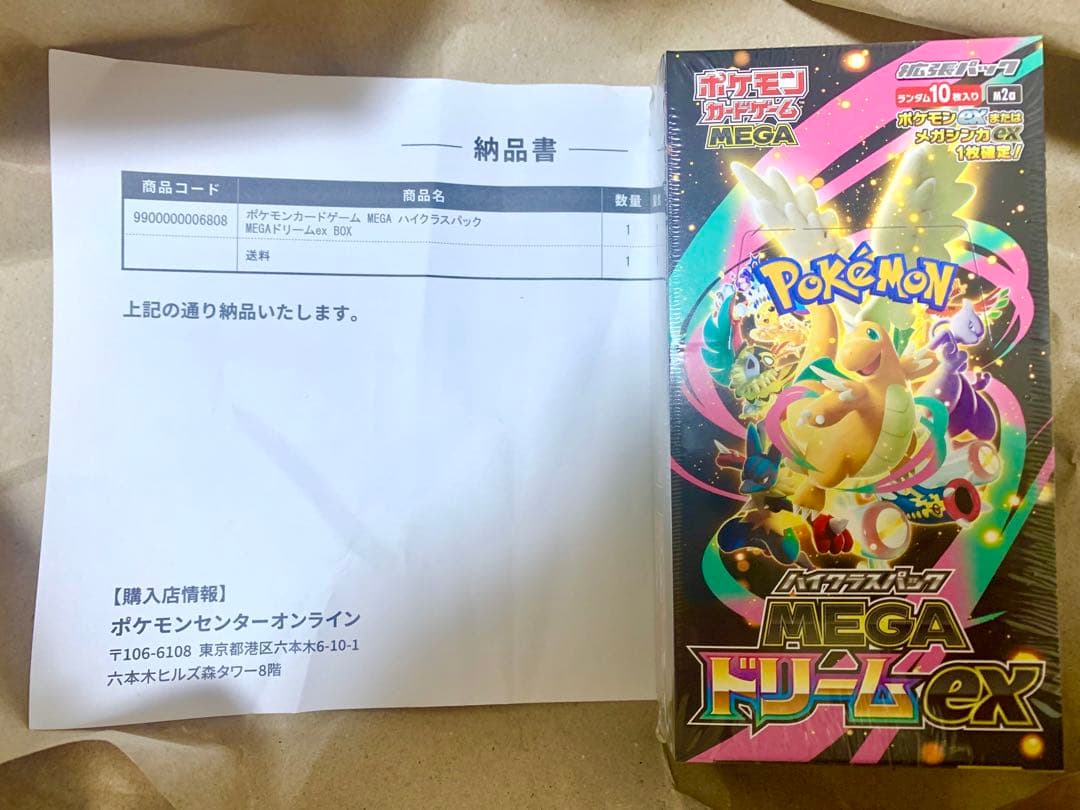 納品書
商品コード 商品名 数量
9900000006808 ポケモンカードゲーム MEGA ハイクラスパック 1
MEGAドリームex BOX
送料 1
上記の通り納品いたします。
【購入店情報】
ポケモンセンターオンライン
〒106-6108 東京都港区六本木6-10-1
六本木ヒルズ森タワー8階
ポケモン
カードゲーム
MEGA
拡張パック
ランダム10枚入り M2a
ポケモンexまたは
メガシンカex
1枚確定!
POKéMON
ハイクラスパック
MEGA
ドリームex